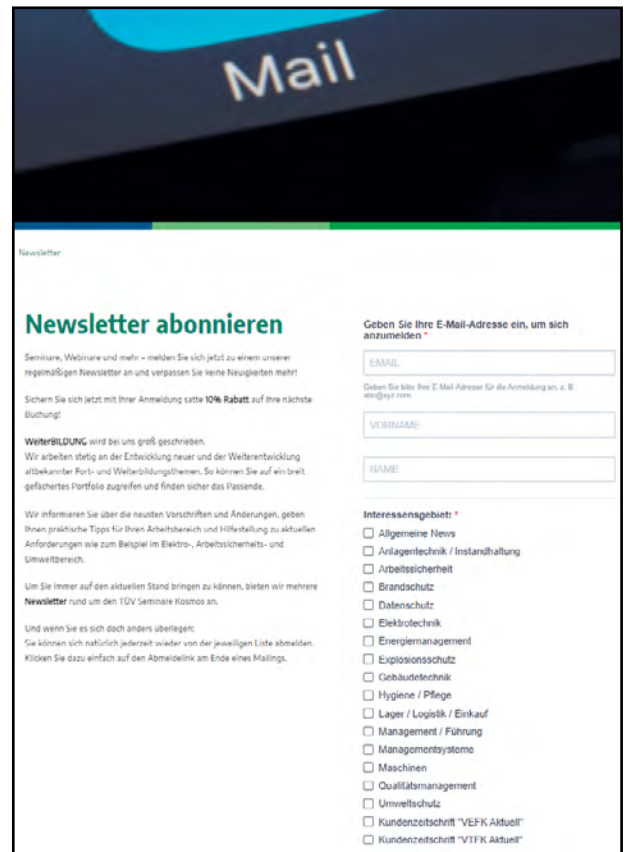 Mail
Newsletter
Newsletter abonnieren
Seminare, Webinare und mehr – melden Sie sich jetzt zu einem unserer
regelmäßigen Newsletter an und verpassen Sie keine Neuigkeiten mehr!
Sichern Sie sich jetzt mit Ihrer Anmeldung satte 10% Rabatt auf Ihre nächste
Buchung!
WeiterBILDUNG wird bei uns groß geschrieben.
Wir arbeiten stetig an der Entwicklung neuer und der Weiterentwicklung
altbekannter Fort- und Weiterbildungsthemen. So können Sie auf ein breit
gefächertes Portfolio zugreifen und finden sicher das Passende.
Wir informieren Sie über die neusten Vorschriften und Änderungen, geben
Ihnen praktische Tipps für Ihren Arbeitsbereich und Hilfestellung zu aktuellen
Anforderungen wie zum Beispiel im Elektro-, Arbeitssicherheits- und
Umweltbereich.
Um Sie immer auf den aktuellen Stand bringen zu können, bieten wir mehrere
Newsletter rund um den TÜV Seminare Kosmos an.
Und wenn Sie es sich doch anders überlegen:
Sie können sich natürlich jederzeit wieder von der jeweiligen Liste abmelden.
Klicken Sie dazu einfach auf den Abmeldelink am Ende eines Mailings.
Geben Sie Ihre E-Mail-Adresse ein, um sich
anzumelden *
EMAIL
Geben Sie bitte Ihre E-Mail-Adresse für die Anmeldung an, z. B.
abc@xyz.com
VORNAME
NAME
Interessensgebiet: *
Allgemeine News
Anlagentechnik / Instandhaltung
Arbeitssicherheit
Brandschutz
Datenschutz
Elektrotechnik
Energiemanagement
Explosionsschutz
Gebäudetechnik
Hygiene / Pflege
Lager / Logistik / Einkauf
Management / Führung
Managementsysteme
Maschinen
Qualitätsmanagement
Umweltschutz
Kundenzeitschrift "VEFK Aktuell"
Kundenzeitschrift "VTFK Aktuell"